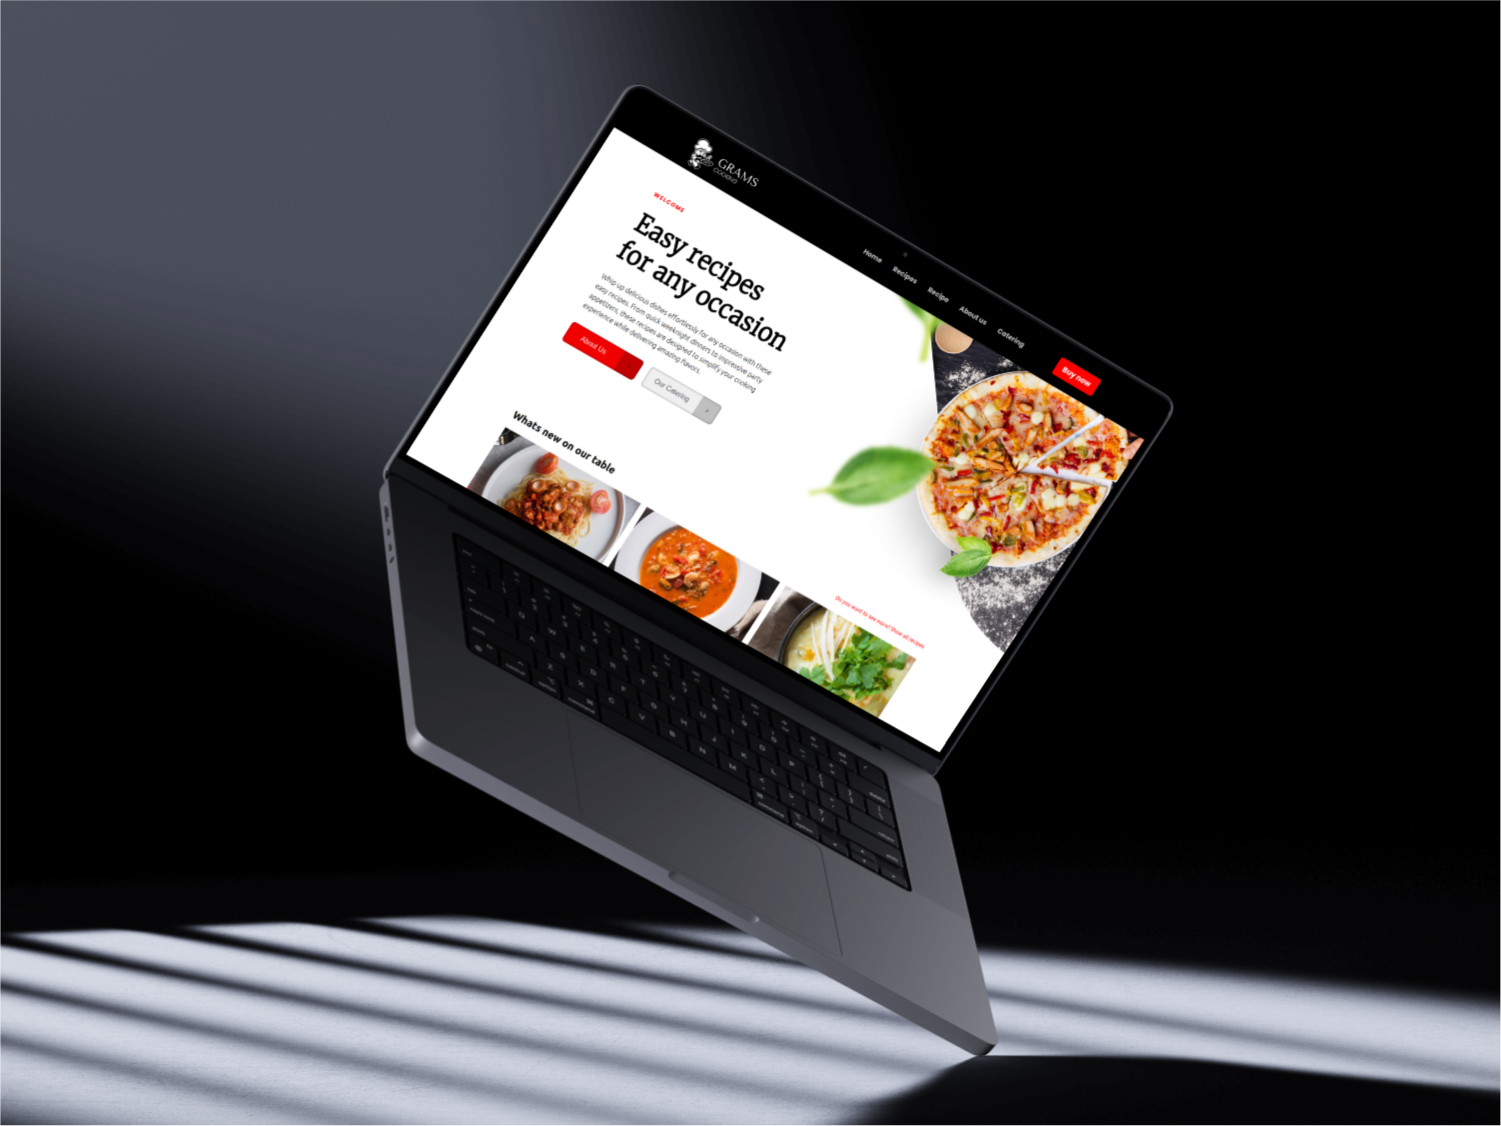 GRAMS
COOKING
Home
Recipes
Recipe
About us
Catering
Buy now
WELCOME
Easy recipes
for any occasion
Whip up delicious dishes effortlessly for any occasion with these
easy recipes. From quick weeknight dinners to impressive party
appetizers, these recipes are designed to simplify your cooking
experience while delivering amazing flavors.
About Us
Our Catering
Whats new on our table
Do you want to see more? Show all recipes